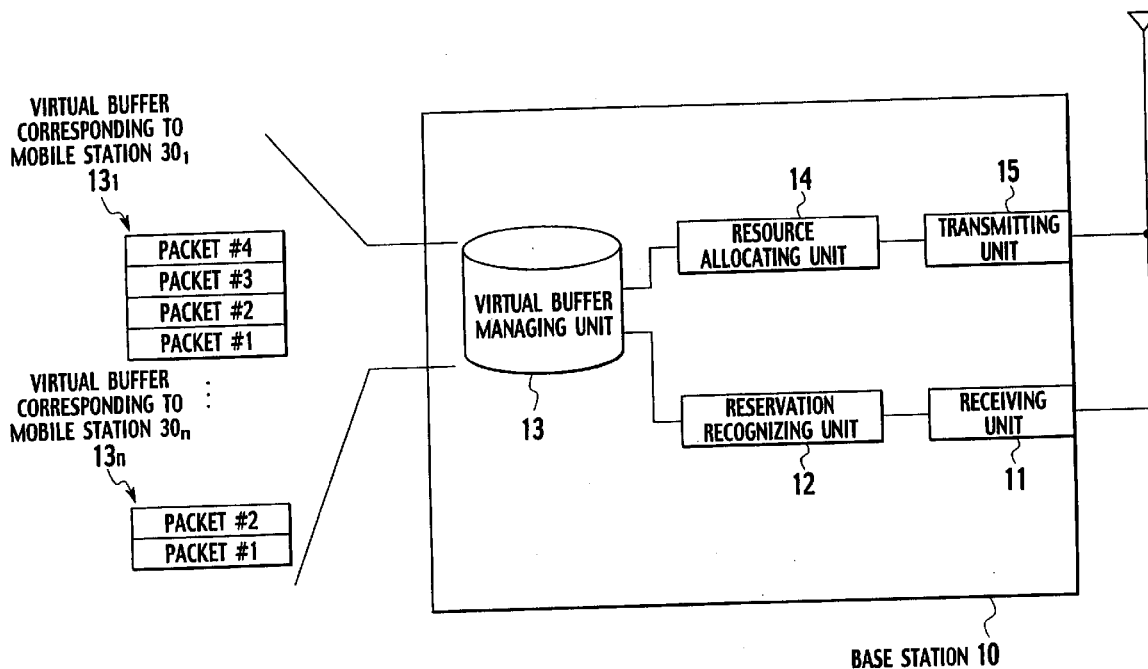 VIRTUAL BUFFER
CORRESPONDING TO
MOBILE STATION 30₁
13₁
PACKET #4
PACKET #3
PACKET #2
PACKET #1
VIRTUAL BUFFER
CORRESPONDING TO
MOBILE STATION 30ₙ
13ₙ
PACKET #2
PACKET #1
VIRTUAL BUFFER
MANAGING UNIT
13
14
RESOURCE
ALLOCATING UNIT
15
TRANSMITTING
UNIT
RESERVATION
RECOGNIZING UNIT
12
RECEIVING
UNIT
11
BASE STATION 10